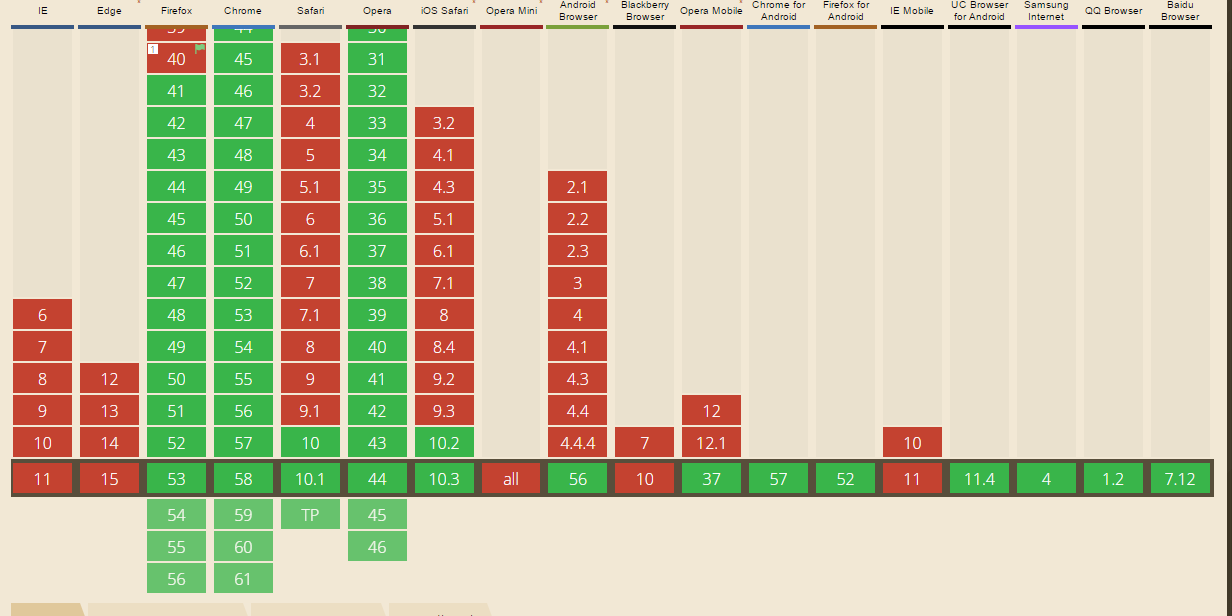 IE Edge Firefox Chrome Safari Opera iOS Safari Opera Mini Android Browser Blackberry Browser Opera Mobile Chrome for Android Firefox for Android IE Mobile UC Browser for Android Samsung Internet QQ Browser Baidu Browser
39 44 30
1 40 45 3.1 31
41 46 3.2 32
42 47 4 33 3.2
43 48 5 34 4.1
44 49 5.1 35 4.3 2.1
45 50 6 36 5.1 2.2
46 51 6.1 37 6.1 2.3
47 52 7 38 7.1 3
6 48 53 7.1 39 8 4
7 49 54 8 40 8.4 4.1
8 12 50 55 9 41 9.2 4.3
9 13 51 56 9.1 42 9.3 4.4 12
10 14 52 57 10 43 10.2 4.4.4 7 12.1 10
11 15 53 58 10.1 44 10.3 all 56 10 37 57 52 11 11.4 4 1.2 7.12
54 59 TP 45
55 60 46
56 61